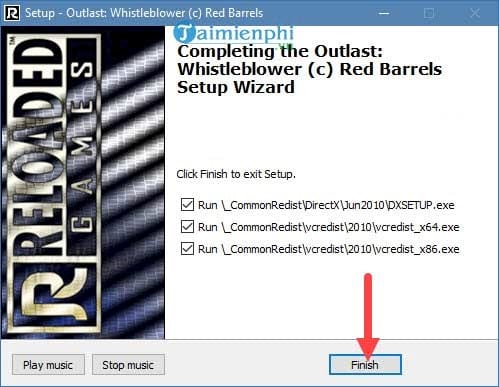 Setup - Outlast: Whistleblower (c) Red Barrels
Taimienphi
.vn
Completing the Outlast:
Whistleblower (c) Red Barrels
Setup Wizard
RELOADED
GAMES
TM
Click Finish to exit Setup.
Run \_CommonRedist\DirectX\Jun2010\DXSETUP.exe
Run \_CommonRedist\vcredist\2010\vcredist_x64.exe
Run \_CommonRedist\vcredist\2010\vcredist_x86.exe
Play music
Stop music
Finish